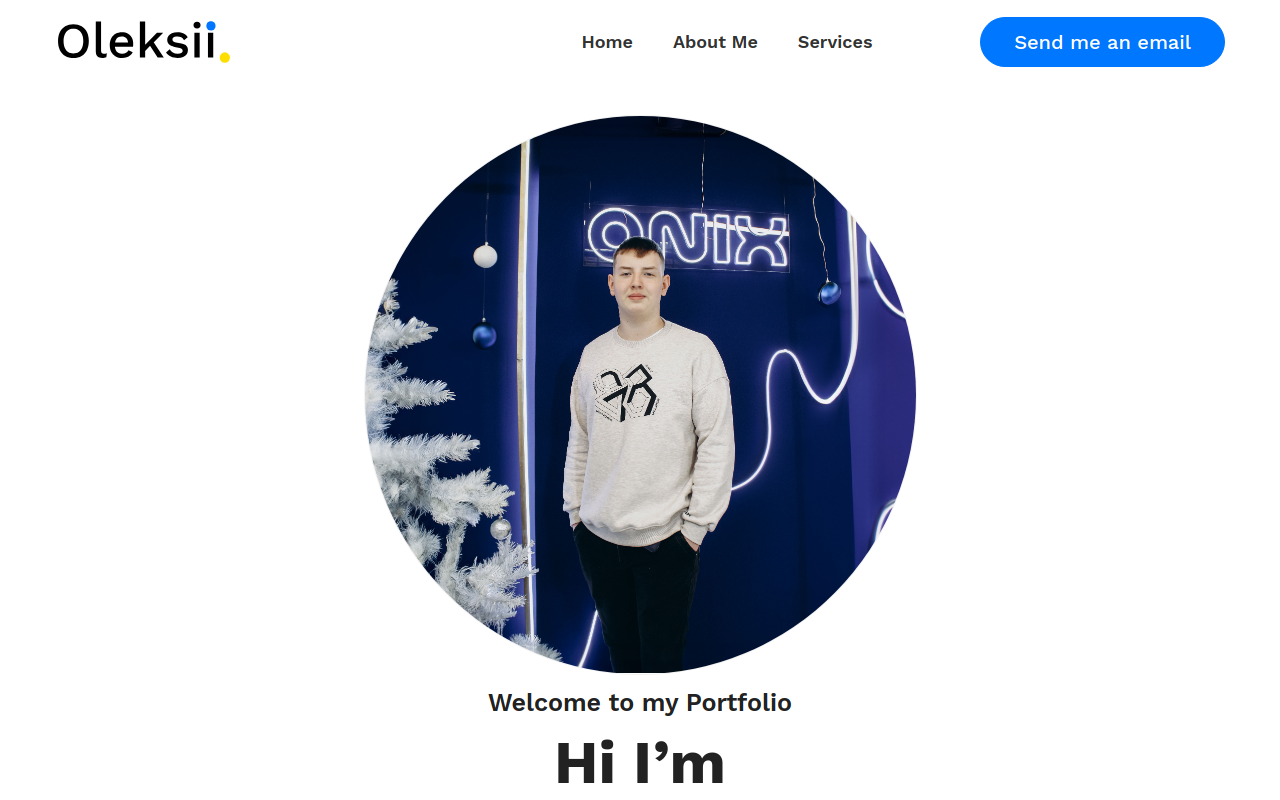 Oleksii.
Home About Me Services
Send me an email
ONIX
Welcome to my Portfolio
Hi I’m